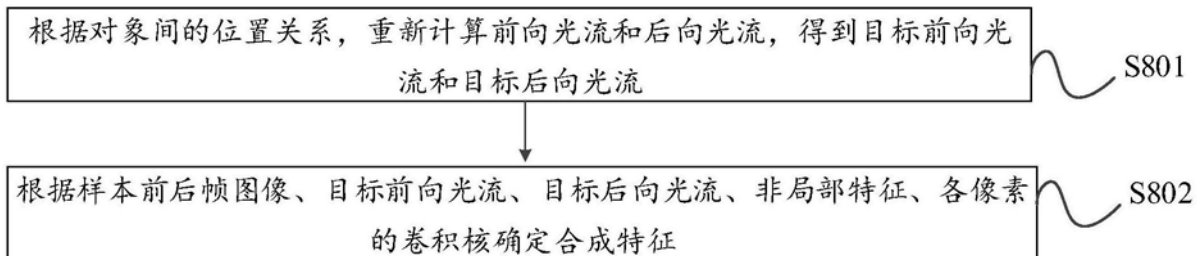 根据对象间的位置关系，重新计算前向光流和后向光流，得到目标前向光
流和目标后向光流
S801
根据样本前后帧图像、目标前向光流、目标后向光流、非局部特征、各像素
的卷积核确定合成特征
S802